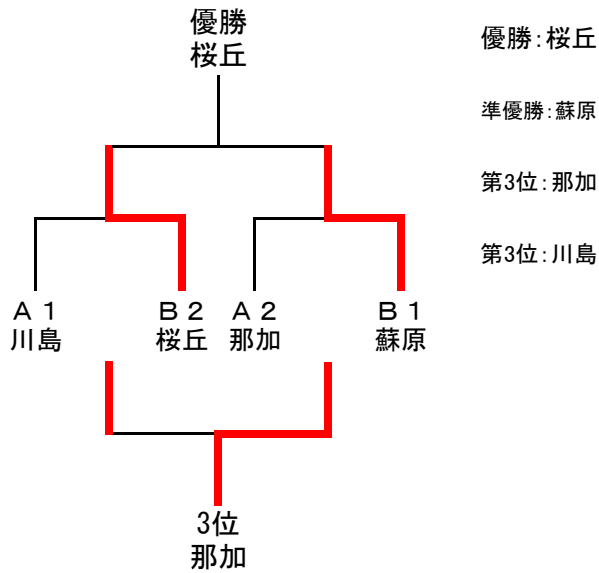 優勝
桜丘
優勝:桜丘
準優勝:蘇原
第3位:那加
第3位:川島
Ａ１
川島
Ｂ２
桜丘
Ａ２
那加
Ｂ１
蘇原
3位
那加